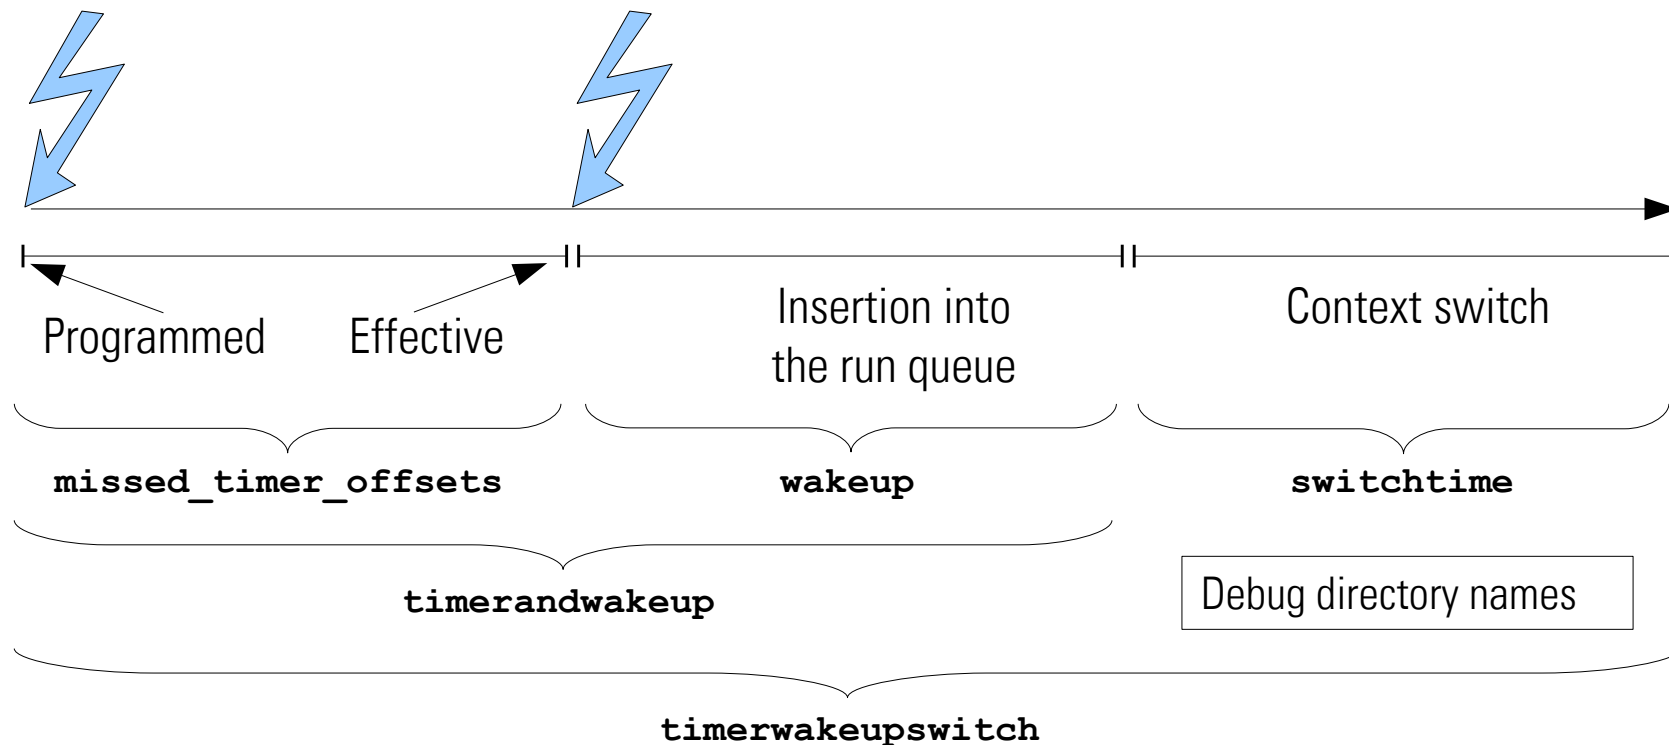 Programmed
Effective
Insertion into
the run queue
Context switch
missed_timer_offsets
wakeup
switchtime
timerandwakeup
Debug directory names
timerwakeupswitch